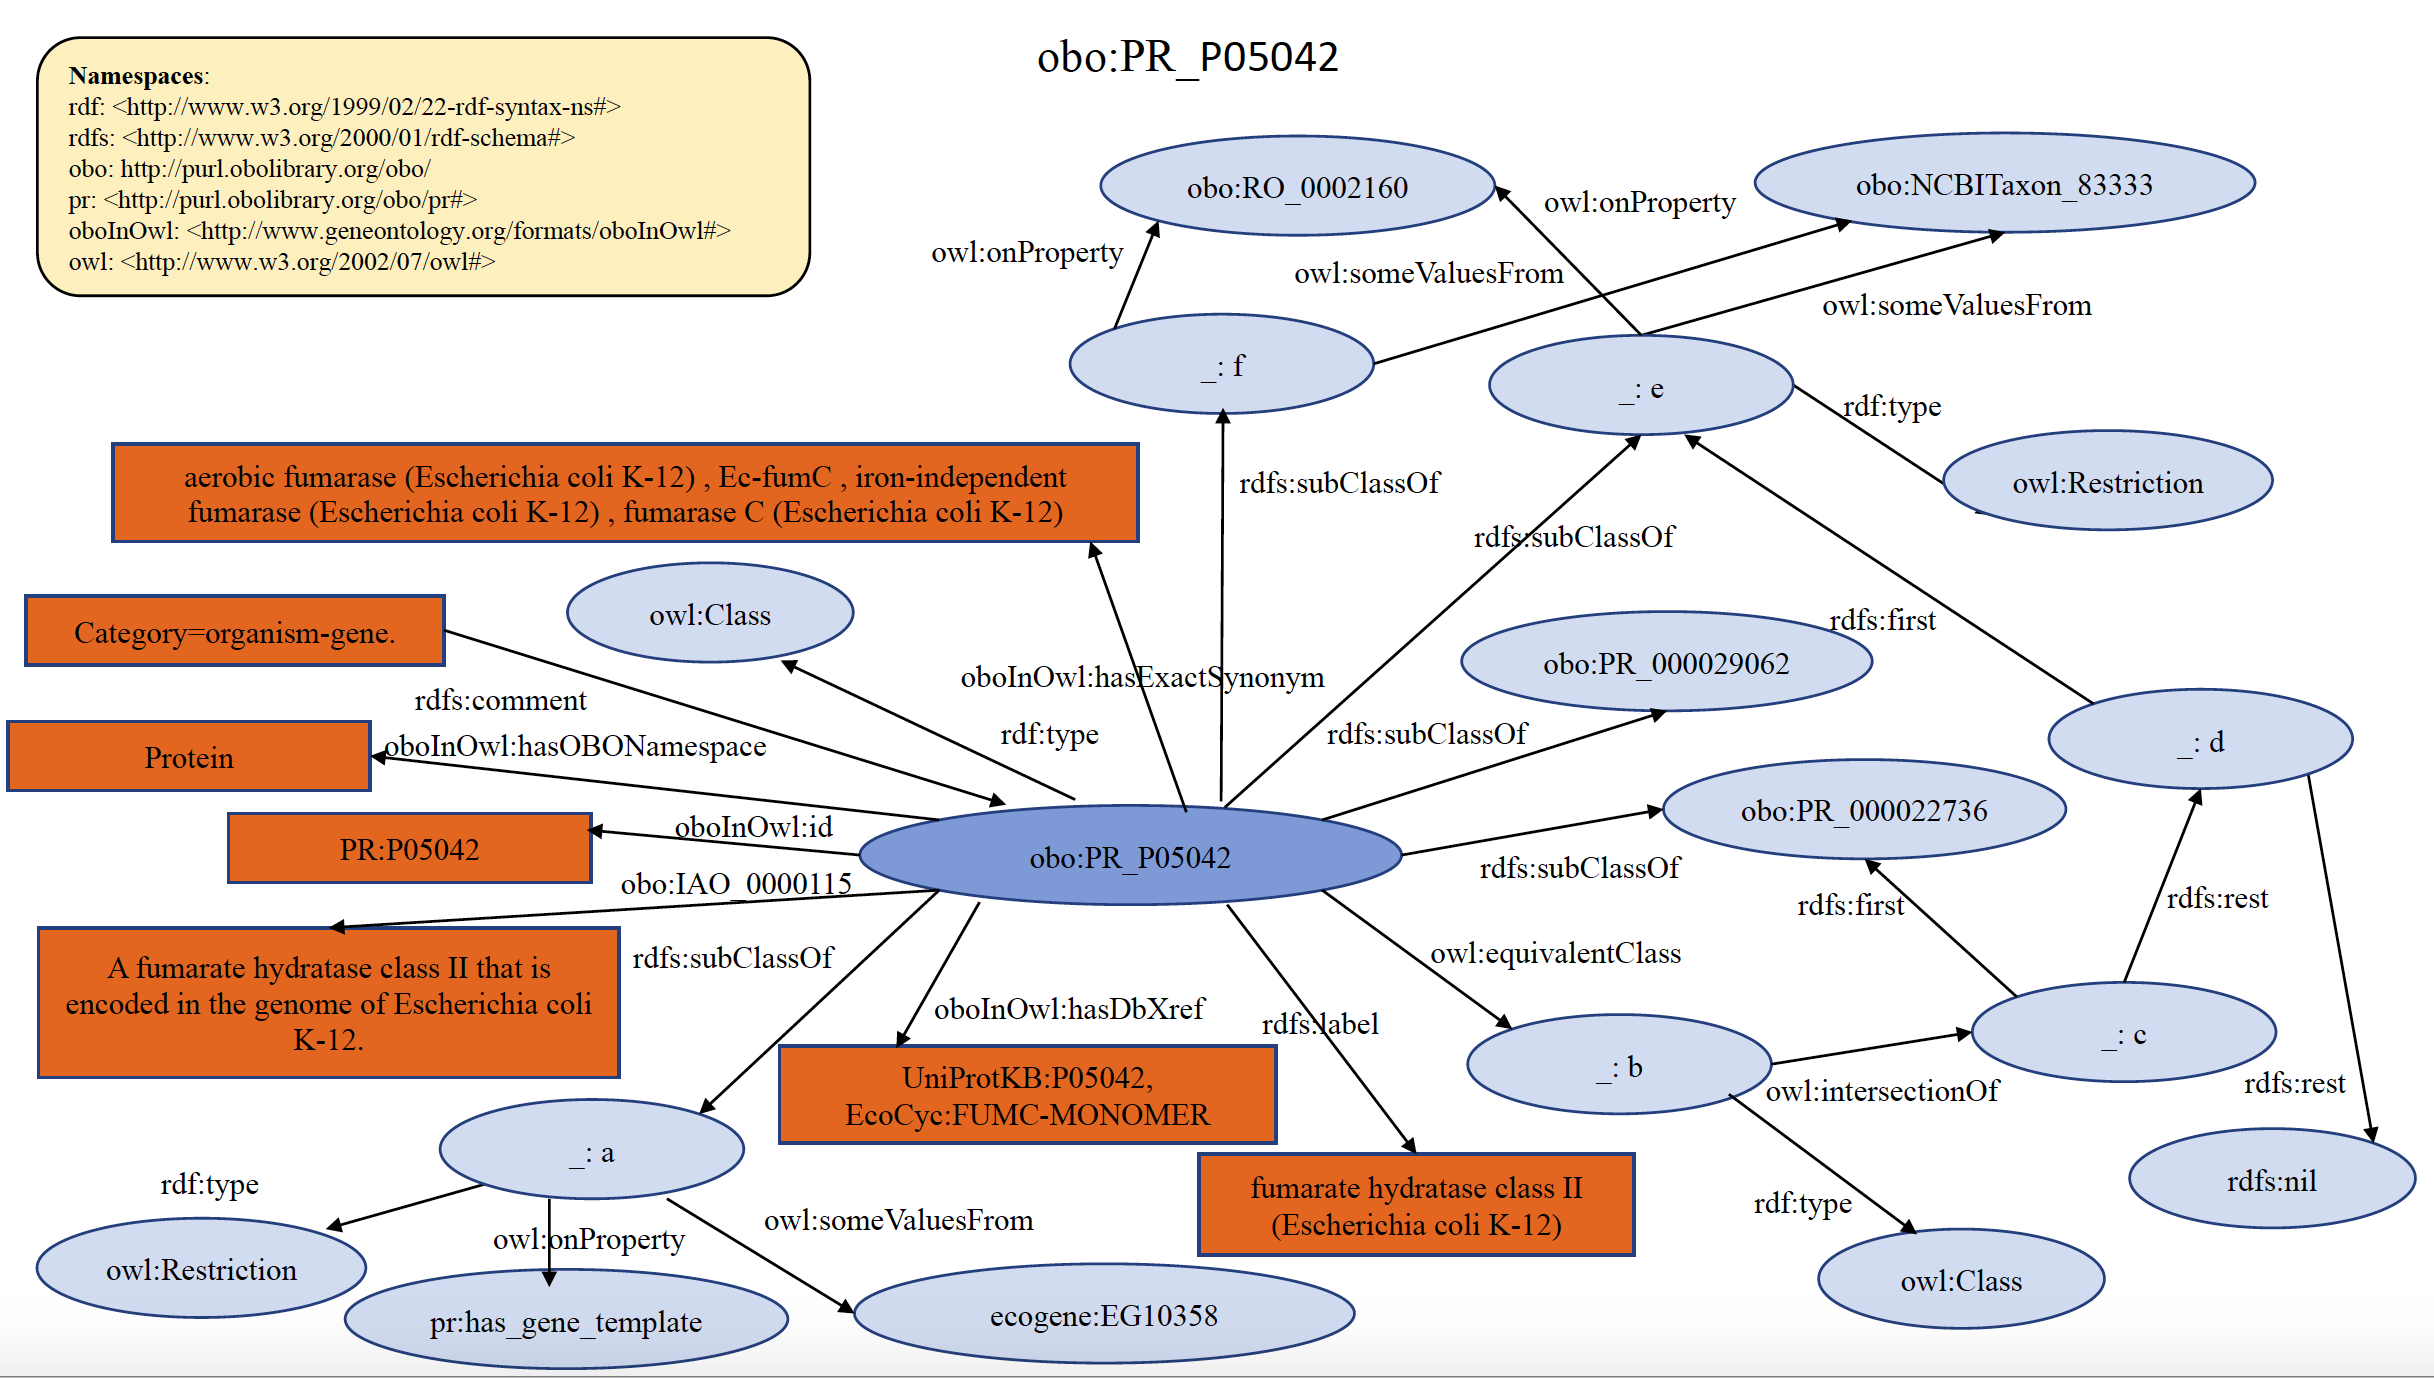 obo:PR_P05042
Namespaces:
rdf: <http://www.w3.org/1999/02/22-rdf-syntax-ns#>
rdfs: <http://www.w3.org/2000/01/rdf-schema#>
obo: http://purl.obolibrary.org/obo/
pr: <http://purl.obolibrary.org/obo/pr#>
oboInOwl: <http://www.geneontology.org/formats/oboInOwl#>
owl: <http://www.w3.org/2002/07/owl#>
obo:RO_0002160
owl:onProperty
obo:NCBITaxon_83333
owl:onProperty
owl:someValuesFrom
owl:someValuesFrom
_: f
_: e
rdf:type
owl:Restriction
aerobic fumarase (Escherichia coli K-12) , Ec-fumC , iron-independent
fumarase (Escherichia coli K-12) , fumarase C (Escherichia coli K-12)
rdfs:subClassOf
rdfs:subClassOf
owl:Class
Category=organism-gene.
rdfs:first
obo:PR_000029062
oboInOwl:hasExactSynonym
rdfs:comment
rdf:type
rdfs:subClassOf
_: d
oboInOwl:hasOBONamespace
Protein
obo:PR_000022736
oboInOwl:id
PR:P05042
obo:PR_P05042
rdfs:subClassOf
obo:IAO_0000115
rdfs:first
rdfs:rest
rdfs:subClassOf
owl:equivalentClass
A fumarate hydratase class II that is
encoded in the genome of Escherichia coli
K-12.
oboInOwl:hasDbXref
rdfs:label
_: c
_: b
owl:intersectionOf
rdfs:rest
UniProtKB:P05042,
EcoCyc:FUMC-MONOMER
_: a
rdf:type
fumarate hydratase class II
(Escherichia coli K-12)
rdf:type
rdfs:nil
owl:someValuesFrom
owl:onProperty
owl:Restriction
owl:Class
pr:has_gene_template
ecogene:EG10358